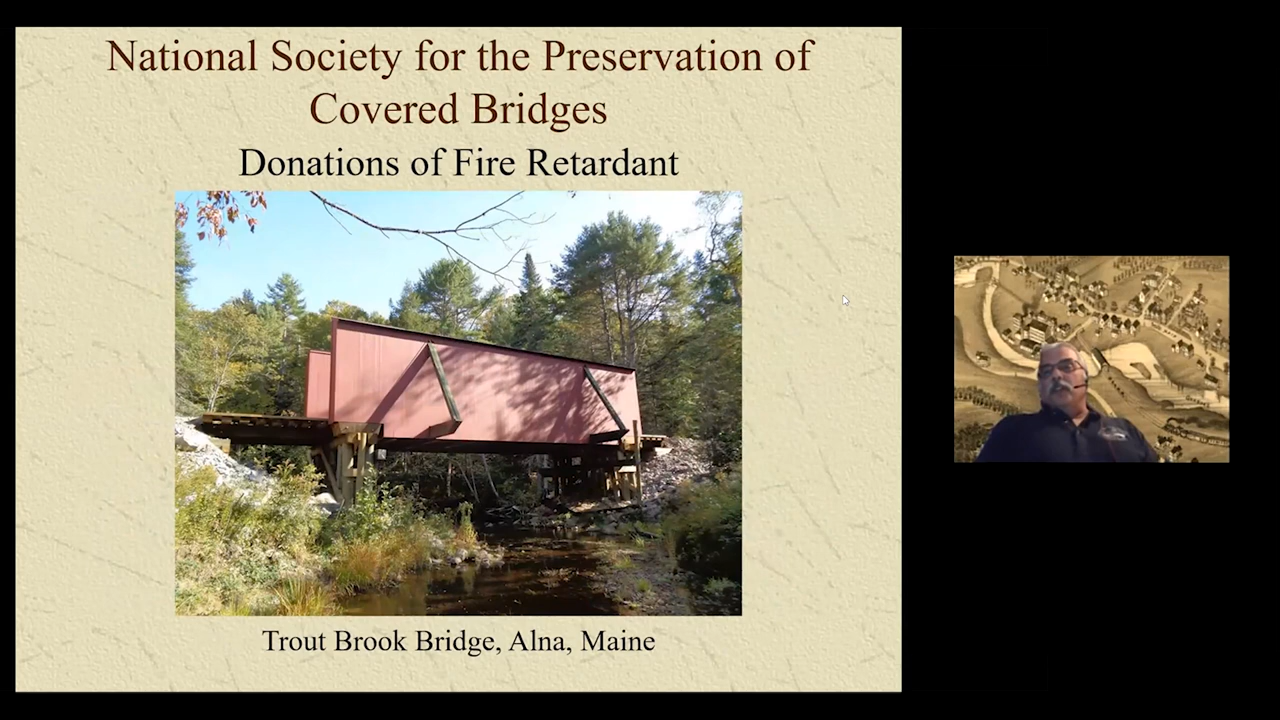 National Society for the Preservation of
Covered Bridges
Donations of Fire Retardant
Trout Brook Bridge, Alna, Maine